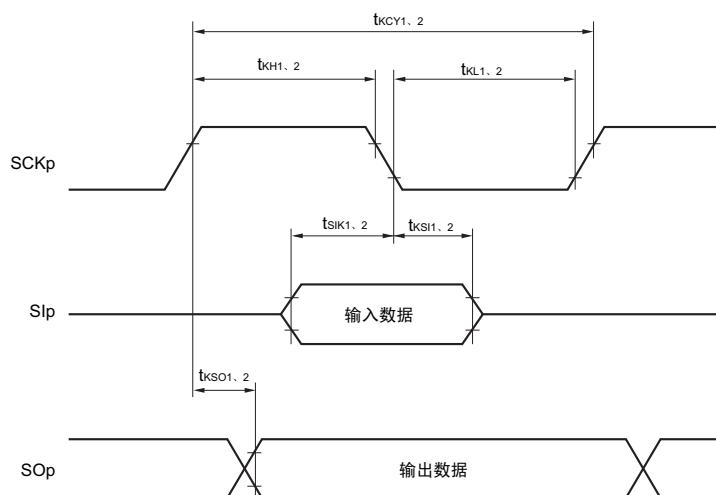 tKCY1、2
tKH1、2
tKL1、2
SCKp
tSIK1、2
tKSI1、2
SIp
输入数据
tKSO1、2
SOp
输出数据